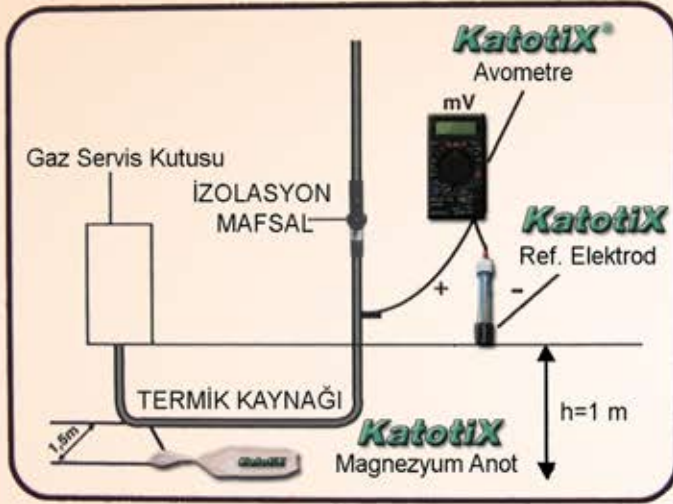 KatotiX®
Avometre
mV
Gaz Servis Kutusu
İZOLASYON
MAFSAL
KatotiX
Ref. Elektrod
+
-
TERMİK KAYNAĞI
h=1 m
1,5m
KatotiX
KatotiX
Magnezyum Anot